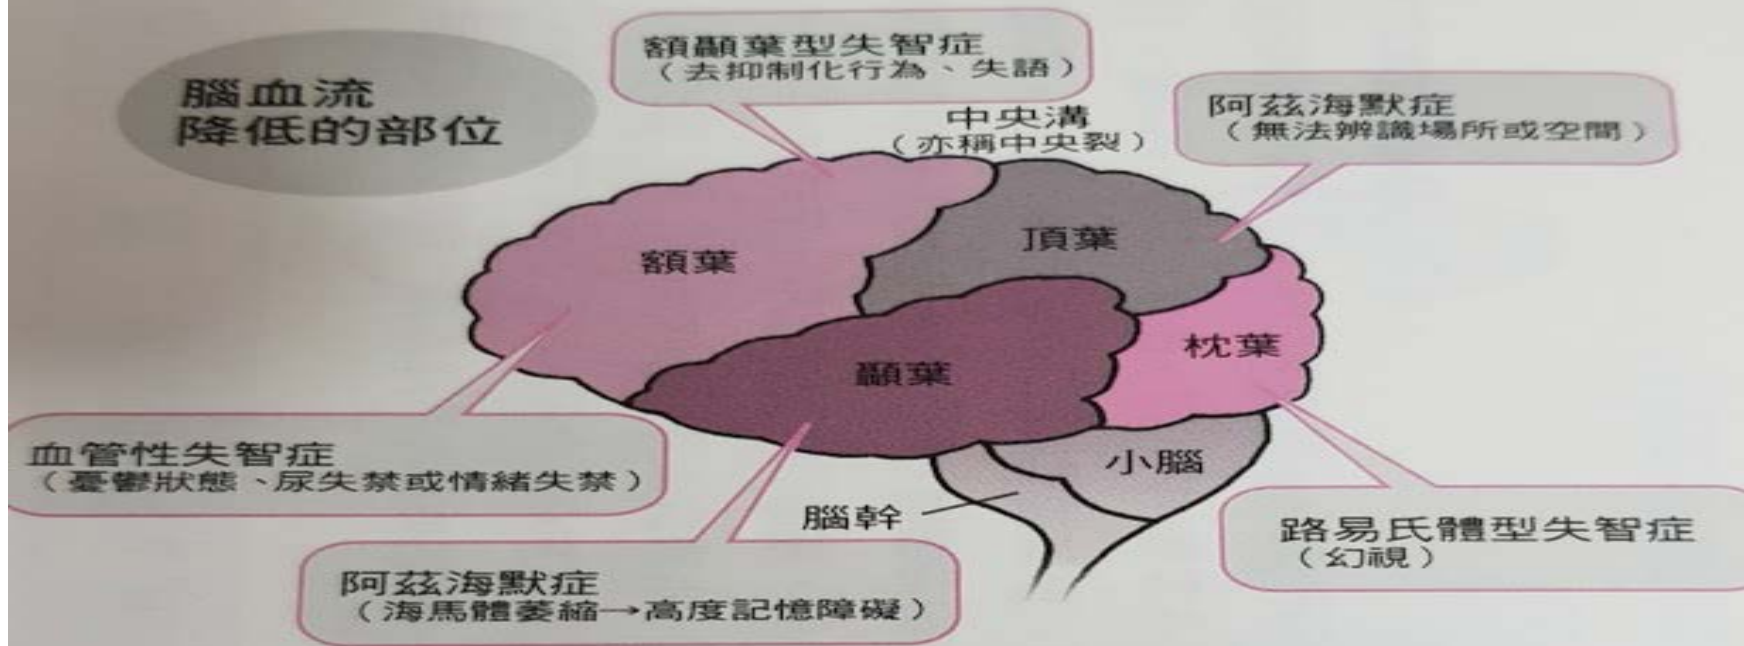 腦血流
降低的部位
額顳葉型失智症
（去抑制化行為、失語）
中央溝
（亦稱中央裂）
阿茲海默症
（無法辨識場所或空間）
額葉
頂葉
顳葉
枕葉
小腦
腦幹
血管性失智症
（憂鬱狀態、尿失禁或情緒失禁）
阿茲海默症
（海馬體萎縮→高度記憶障礙）
路易氏體型失智症
（幻視）